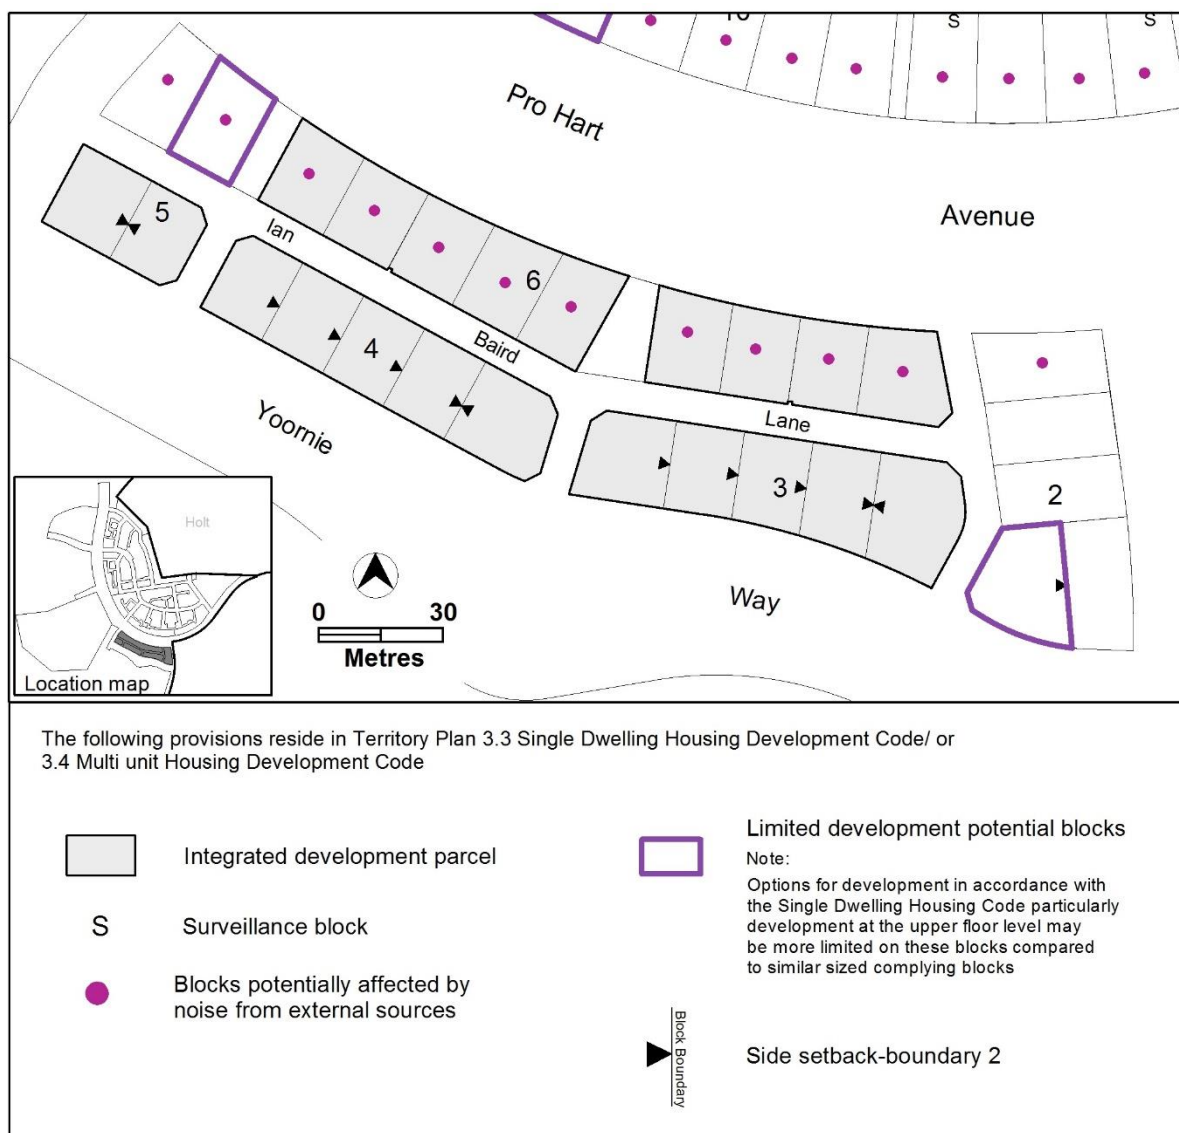 S
S
Pro Hart
Avenue
5
Ian
6
4
Baird
Yoornie
Lane
3
2
Way
Holt
0 30
Metres
Location map
The following provisions reside in Territory Plan 3.3 Single Dwelling Housing Development Code/ or
3.4 Multi unit Housing Development Code
Integrated development parcel
S
Surveillance block
Blocks potentially affected by
noise from external sources
Limited development potential blocks
Note:
Options for development in accordance with
the Single Dwelling Housing Code particularly
development at the upper floor level may
be more limited on these blocks compared
to similar sized complying blocks
Block Boundary
Side setback-boundary 2